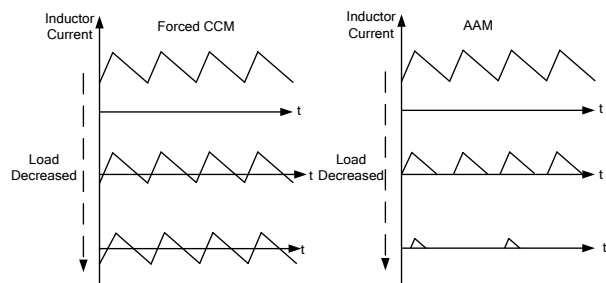 Inductor
Current
Forced CCM
t
Load
Decreased
t
t
Inductor
Current
AAM
t
Load
Decreased
t
t